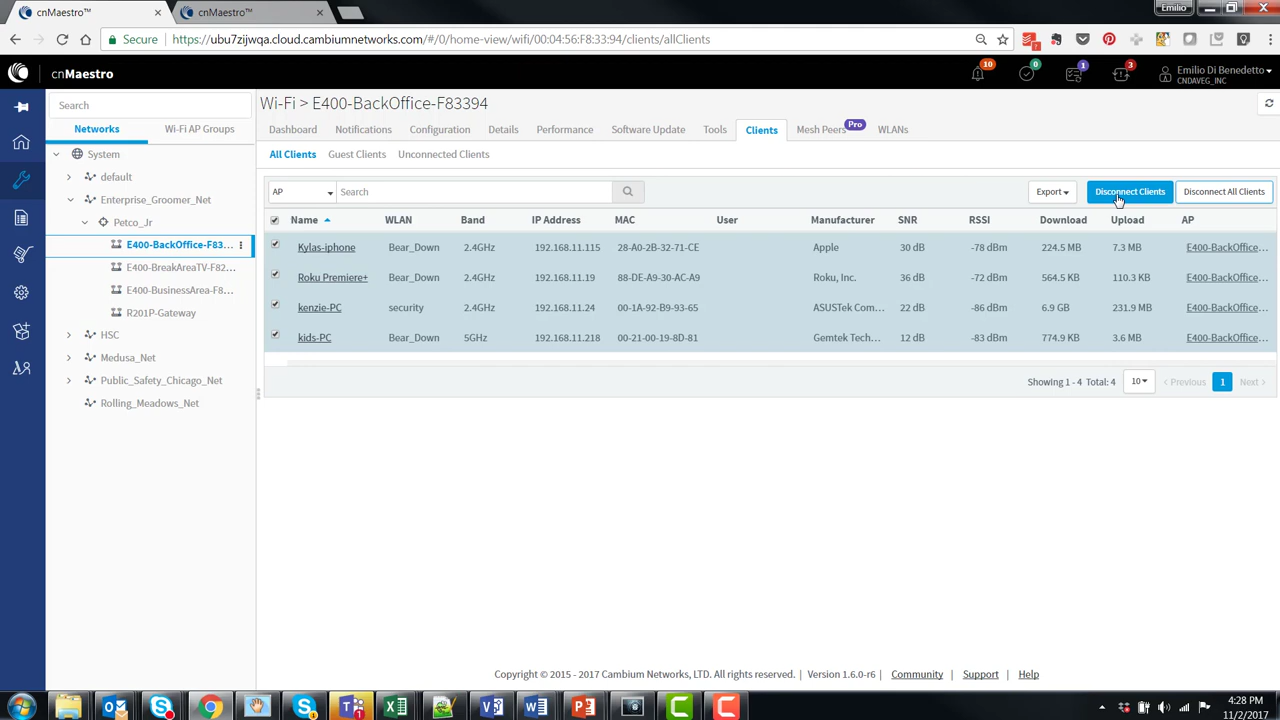 cnMaestro™
cnMaestro™
Emilio
Secure
https://ubu7zijwqa.cloud.cambiumnetworks.com/#/0/home-view/wifi/00:04:56:F8:33:94/clients/allClients
cnMaestro
10
0
1
3
Emilio Di Benedetto
CNDAVEG_INC
Search
Networks
Wi-Fi AP Groups
System
default
Enterprise_Groomer_Net
Petco_Jr
E400-BackOffice-F83...
E400-BreakAreaTV-F82...
E400-BusinessArea-F8...
R201P-Gateway
HSC
Medusa_Net
Public_Safety_Chicago_Net
Rolling_Meadows_Net
Wi-Fi > E400-BackOffice-F83394
Dashboard Notifications Configuration Details Performance Software Update Tools Clients Mesh Peers Pro WLANs
All Clients Guest Clients Unconnected Clients
AP Search Export Disconnect Clients Disconnect All Clients
Name WLAN Band IP Address MAC User Manufacturer SNR RSSI Download Upload AP
Kylas-iphone Bear_Down 2.4GHz 192.168.11.115 28-A0-2B-32-71-CE Apple 30 dB -78 dBm 224.5 MB 7.3 MB E400-BackOffice...
Roku Premiere+ Bear_Down 2.4GHz 192.168.11.19 88-DE-A9-30-AC-A9 Roku, Inc. 36 dB -72 dBm 564.5 KB 110.3 KB E400-BackOffice...
kenzie-PC security 2.4GHz 192.168.11.24 00-1A-92-B9-93-65 ASUSTek Com... 22 dB -86 dBm 6.9 GB 231.9 MB E400-BackOffice...
kids-PC Bear_Down 5GHz 192.168.11.218 00-21-00-19-8D-81 Gemtek Tech... 12 dB -83 dBm 774.9 KB 3.6 MB E400-BackOffice...
Showing 1 - 4 Total: 4 10 < Previous 1 Next >
Copyright © 2015 - 2017 Cambium Networks, LTD. All rights reserved. | Version 1.6.0-r6 | Community | Support | Help
4:28 PM
11/2/2017